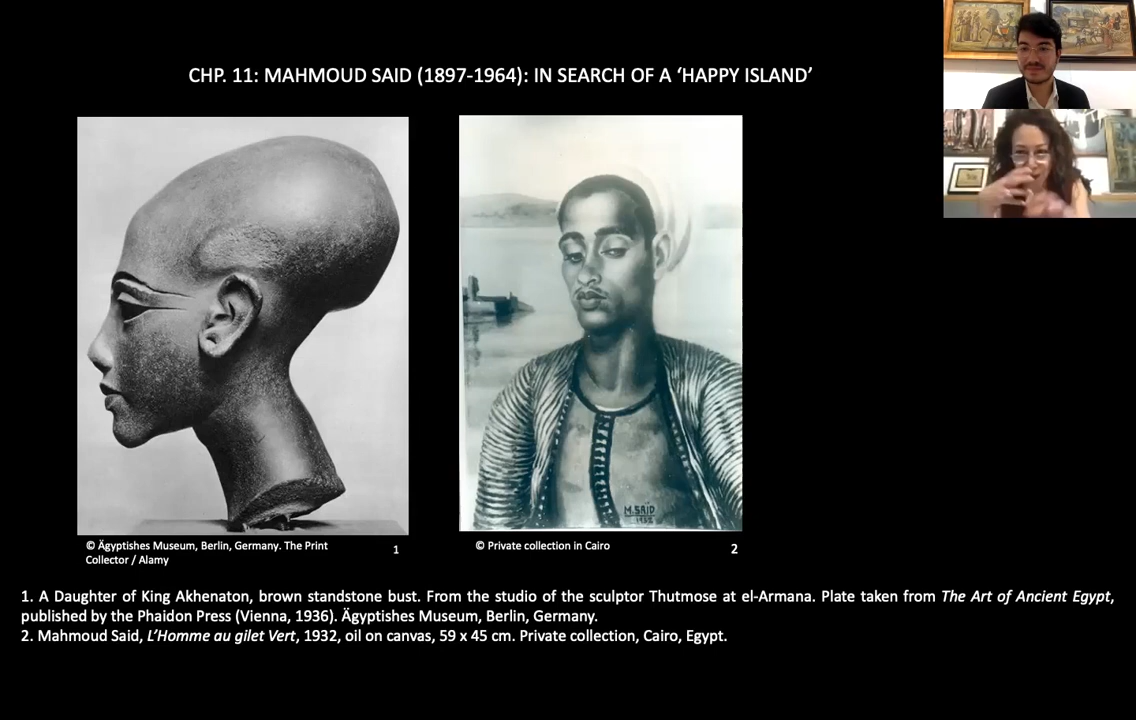 CHP. 11: MAHMOUD SAID (1897-1964): IN SEARCH OF A ‘HAPPY ISLAND’
© Ägyptishes Museum, Berlin, Germany. The Print
Collector / Alamy
1
M. SAÏD
1932
© Private collection in Cairo
2
1. A Daughter of King Akhenaton, brown standstone bust. From the studio of the sculptor Thutmose at el-Armana. Plate taken from The Art of Ancient Egypt,
published by the Phaidon Press (Vienna, 1936). Ägyptishes Museum, Berlin, Germany.
2. Mahmoud Said, L’Homme au gilet Vert, 1932, oil on canvas, 59 x 45 cm. Private collection, Cairo, Egypt.